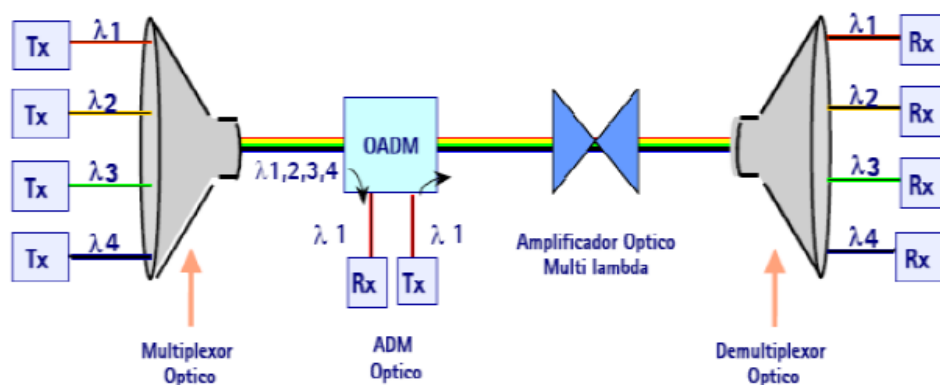 Tx λ1
Tx λ2
Tx λ3
Tx λ4
λ1,2,3,4
OADM
λ 1 λ 1
Rx Tx
Amplificador Optico
Multi lambda
λ1 Rx
λ2 Rx
λ3 Rx
λ4 Rx
Multiplexor
Optico
ADM
Optico
Demultiplexor
Optico